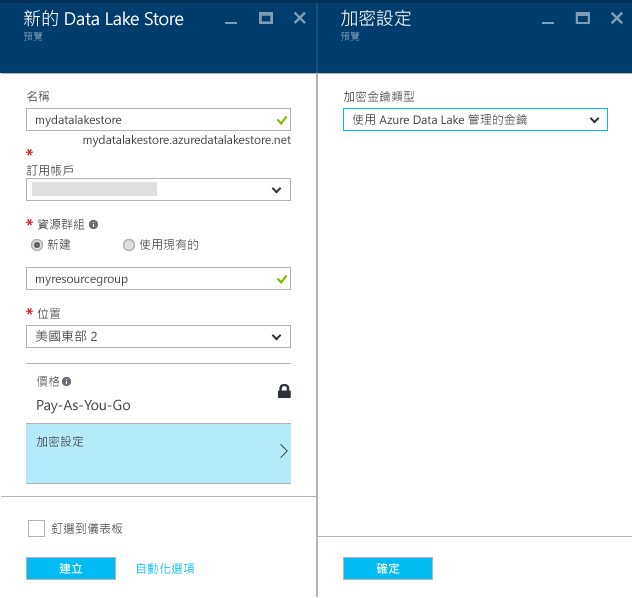 新的 Data Lake Store
預覽
名稱
mydatalakestore
mydatalakestore.azuredatalakestore.net
*
訂用帳戶
* 資源群組
新建
使用現有的
myresourcegroup
* 位置
美國東部 2
價格
Pay-As-You-Go
加密設定
釘選到儀表板
建立
自動化選項
加密設定
預覽
加密金鑰類型
使用 Azure Data Lake 管理的金鑰
確定